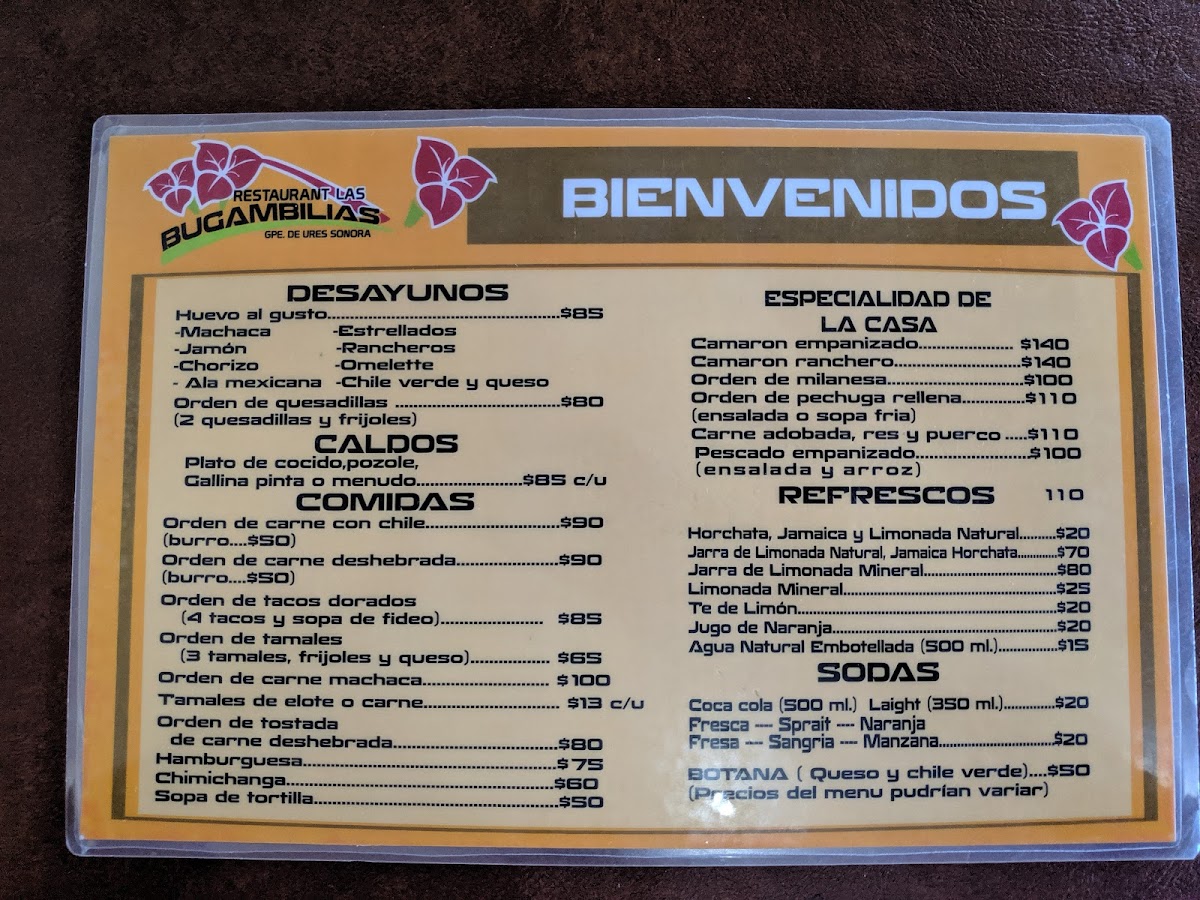 RESTAURANT LAS
BUGAMBILIAS
GPE. DE URES SONORA
BIENVENIDOS
DESAYUNOS
Huevo al gusto..........................................$85
-Machaca -Estrellados
-Jamón -Rancheros
-Chorizo -Omelette
- Ala mexicana -Chile verde y queso
Orden de quesadillas ..............................$80
(2 quesadillas y frijoles)
CALDOS
Plato de cocido,pozole,
Gallina pinta o menudo...................$85 c/u
COMIDAS
Orden de carne con chile........................$90
(burro....$50)
Orden de carne deshebrada...................$90
(burro....$50)
Orden de tacos dorados
(4 tacos y sopa de fideo)................... $85
Orden de tamales
(3 tamales, frijoles y queso)............... $65
Orden de carne machaca....................... $100
Tamales de elote o carne........................ $13 c/u
Orden de tostada
de carne deshebrada..............................$80
Hamburguesa..............................................$75
Chimichanga................................................$60
Sopa de tortilla............................................$50
ESPECIALIDAD DE
LA CASA
Camaron empanizado.................... $140
Camaron ranchero.......................$140
Orden de milanesa........................$100
Orden de pechuga rellena............$110
(ensalada o sopa fria)
Carne adobada, res y puerco .....$110
Pescado empanizado.....................$100
(ensalada y arroz)
REFRESCOS 110
Horchata, Jamaica y Limonada Natural..........$20
Jarra de Limonada Natural, Jamaica Horchata...........$70
Jarra de Limonada Mineral............................$80
Limonada Mineral...........................................$25
Te de Limón....................................................$20
Jugo de Naranja..............................................$20
Agua Natural Embotellada (500 ml.)...............$15
SODAS
Coca cola (500 ml.) Laight (350 ml.).............$20
Fresca ---- Sprait ---- Naranja
Fresa ---- Sangria ---- Manzana.........................$20
BOTANA ( Queso y chile verde)....$50
(Precios del menu pudrían variar)